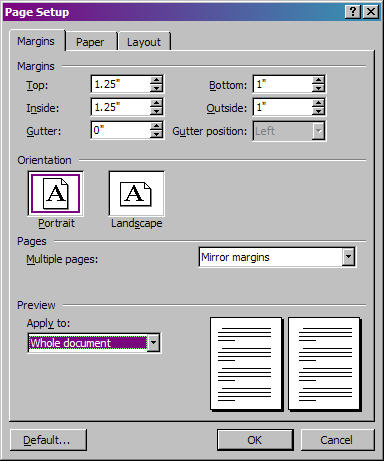 Page Setup
Margins Paper Layout
Margins
Top: 1.25" Bottom: 1"
Inside: 1.25" Outside: 1"
Gutter: 0" Gutter position: Left
Orientation
A A
Portrait Landscape
Pages
Multiple pages: Mirror margins
Preview
Apply to:
Whole document
Default... OK Cancel